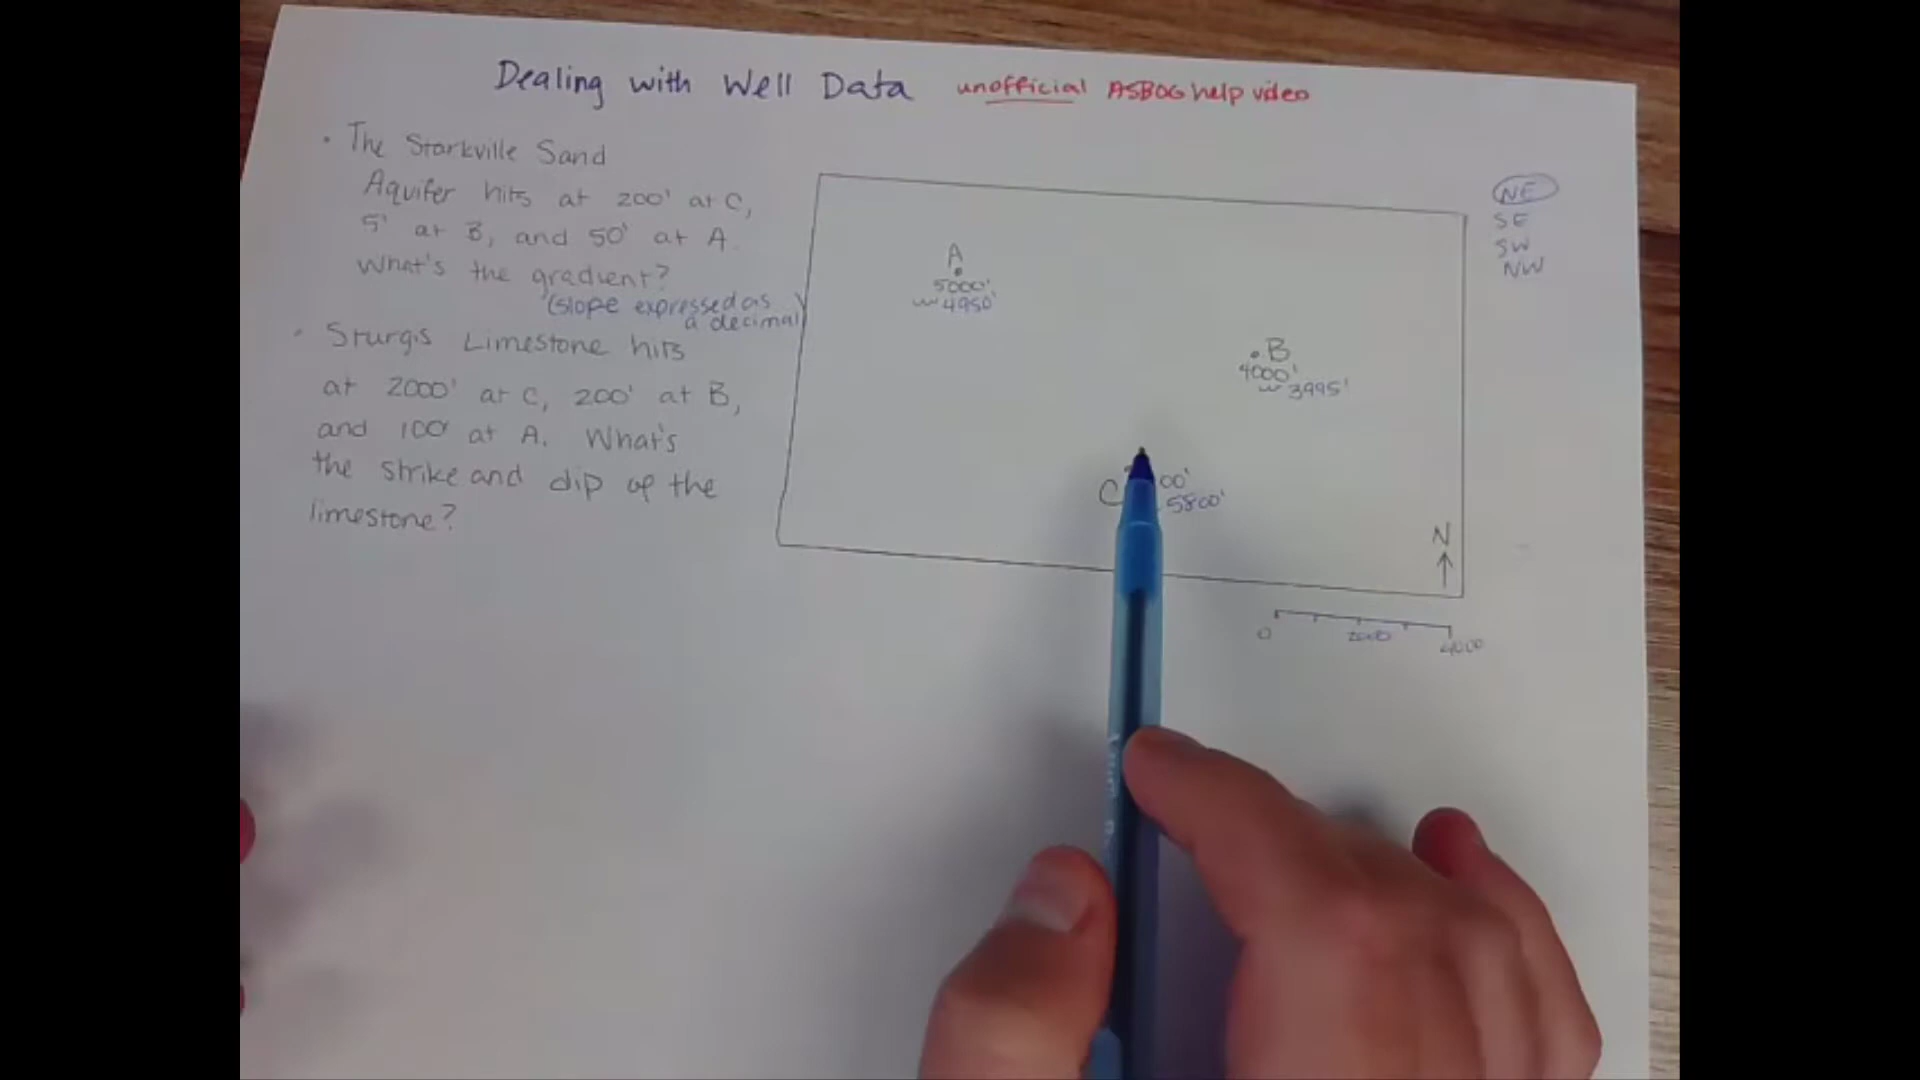 Dealing with Well Data unofficial ASBOG help video
• The Starkville Sand
Aquifer hits at 200' at C,
5' at B, and 50' at A.
What's the gradient?
(slope expressed as
a decimal)
• Sturgis Limestone hits
at 2000' at C, 200' at B,
and 100' at A. What's
the strike and dip of the
limestone?
A
5000'
w 4950'
B
4000'
w 3995'
C
00'
5800'
N
0 2000 4000
NE
SE
SW
NW